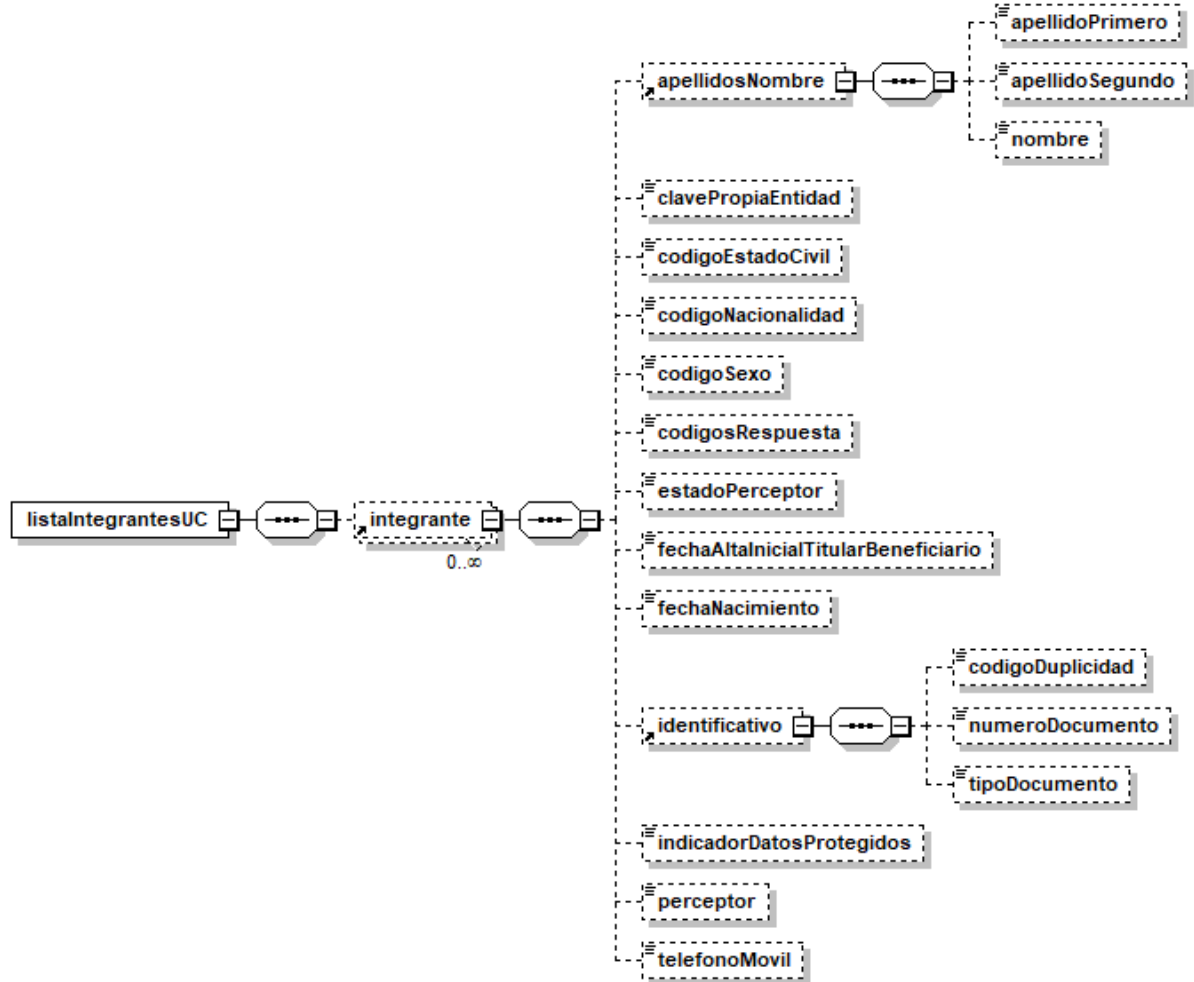 apellidoPrimero
apellidosNombre
apellidoSegundo
nombre
clavePropiaEntidad
codigoEstadoCivil
codigoNacionalidad
codigoSexo
codigosRespuesta
estadoPerceptor
listaIntegrantesUC
integrante
0..∞
fechaAltaInicialTitularBeneficiario
fechaNacimiento
codigoDuplicidad
identificativo
numeroDocumento
tipoDocumento
indicadorDatosProtegidos
perceptor
telefonoMovil